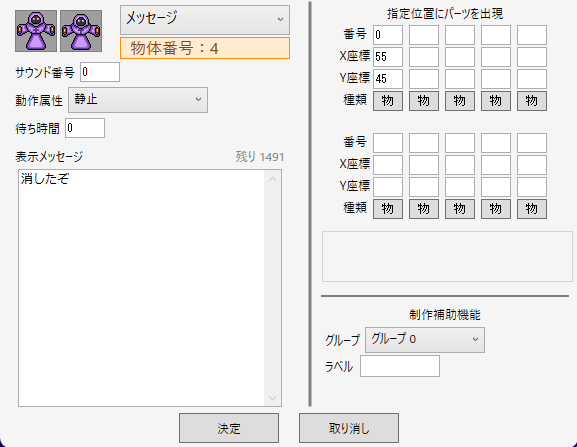 メッセージ
物体番号：4
サウンド番号 0
動作属性 静止
待ち時間 0
表示メッセージ 残り 1491
消したぞ
指定位置にパーツを出現
番号 0
X座標 55
Y座標 45
種類 物 物 物 物 物
番号
X座標
Y座標
種類 物 物 物 物 物
制作補助機能
グループ グループ 0
ラベル
決定 取り消し